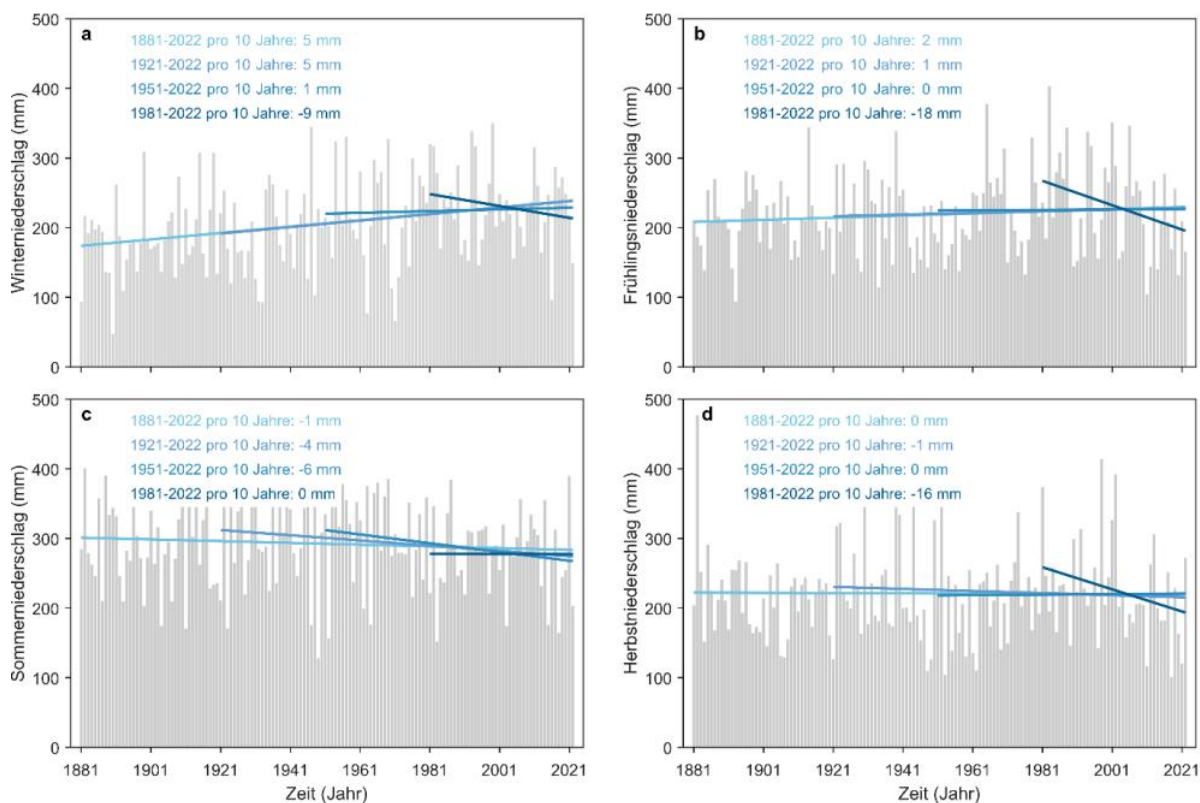 a
1881-2022 pro 10 Jahre: 5 mm
1921-2022 pro 10 Jahre: 5 mm
1951-2022 pro 10 Jahre: 1 mm
1981-2022 pro 10 Jahre: -9 mm
Winterniederschlag (mm)
500
400
300
200
100
0
b
1881-2022 pro 10 Jahre: 2 mm
1921-2022 pro 10 Jahre: 1 mm
1951-2022 pro 10 Jahre: 0 mm
1981-2022 pro 10 Jahre: -18 mm
Frühlingsniederschlag (mm)
500
400
300
200
100
0
c
1881-2022 pro 10 Jahre: -1 mm
1921-2022 pro 10 Jahre: -4 mm
1951-2022 pro 10 Jahre: -6 mm
1981-2022 pro 10 Jahre: 0 mm
Sommerniederschlag (mm)
500
400
300
200
100
0
1881 1901 1921 1941 1961 1981 2001 2021
Zeit (Jahr)
d
1881-2022 pro 10 Jahre: 0 mm
1921-2022 pro 10 Jahre: -1 mm
1951-2022 pro 10 Jahre: 0 mm
1981-2022 pro 10 Jahre: -16 mm
Herbstniederschlag (mm)
500
400
300
200
100
0
1881 1901 1921 1941 1961 1981 2001 2021
Zeit (Jahr)